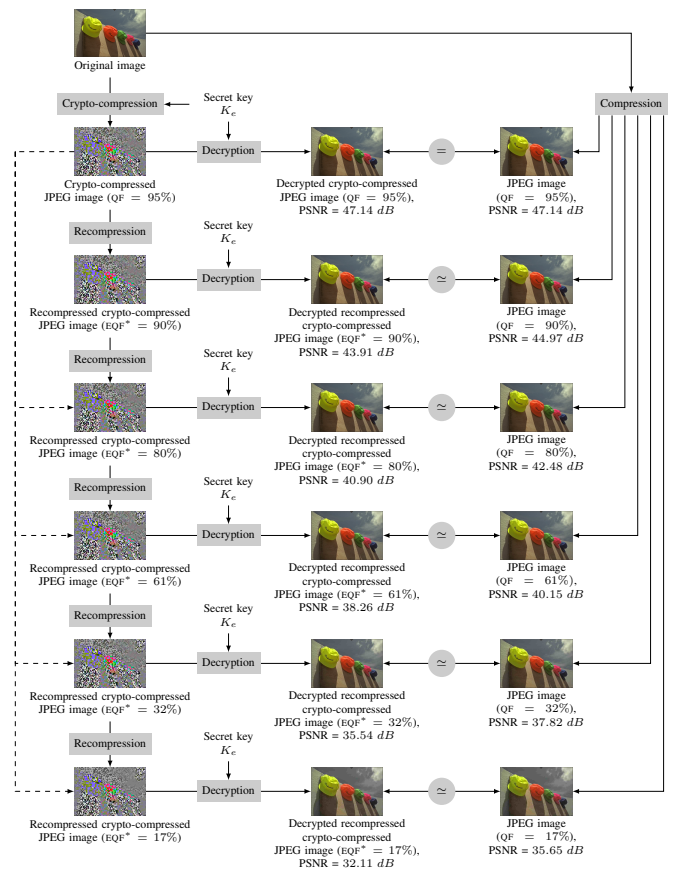 Original image
Crypto-compression
Secret key
K_e
Compression
Decryption
=
Crypto-compressed
JPEG image (QF = 95%)
Decrypted crypto-compressed
JPEG image (QF = 95%),
PSNR = 47.14 dB
JPEG image
(QF = 95%),
PSNR = 47.14 dB
Recompression
Secret key
K_e
Decryption
≃
Recompressed crypto-compressed
JPEG image (EQF* = 90%)
Decrypted recompressed
crypto-compressed
JPEG image (EQF* = 90%),
PSNR = 43.91 dB
JPEG image
(QF = 90%),
PSNR = 44.97 dB
Recompression
Secret key
K_e
Decryption
≃
Recompressed crypto-compressed
JPEG image (EQF* = 80%)
Decrypted recompressed
crypto-compressed
JPEG image (EQF* = 80%),
PSNR = 40.90 dB
JPEG image
(QF = 80%),
PSNR = 42.48 dB
Recompression
Secret key
K_e
Decryption
≃
Recompressed crypto-compressed
JPEG image (EQF* = 61%)
Decrypted recompressed
crypto-compressed
JPEG image (EQF* = 61%),
PSNR = 38.26 dB
JPEG image
(QF = 61%),
PSNR = 40.15 dB
Recompression
Secret key
K_e
Decryption
≃
Recompressed crypto-compressed
JPEG image (EQF* = 32%)
Decrypted recompressed
crypto-compressed
JPEG image (EQF* = 32%),
PSNR = 35.54 dB
JPEG image
(QF = 32%),
PSNR = 37.82 dB
Recompression
Secret key
K_e
Decryption
≃
Recompressed crypto-compressed
JPEG image (EQF* = 17%)
Decrypted recompressed
crypto-compressed
JPEG image (EQF* = 17%),
PSNR = 32.11 dB
JPEG image
(QF = 17%),
PSNR = 35.65 dB